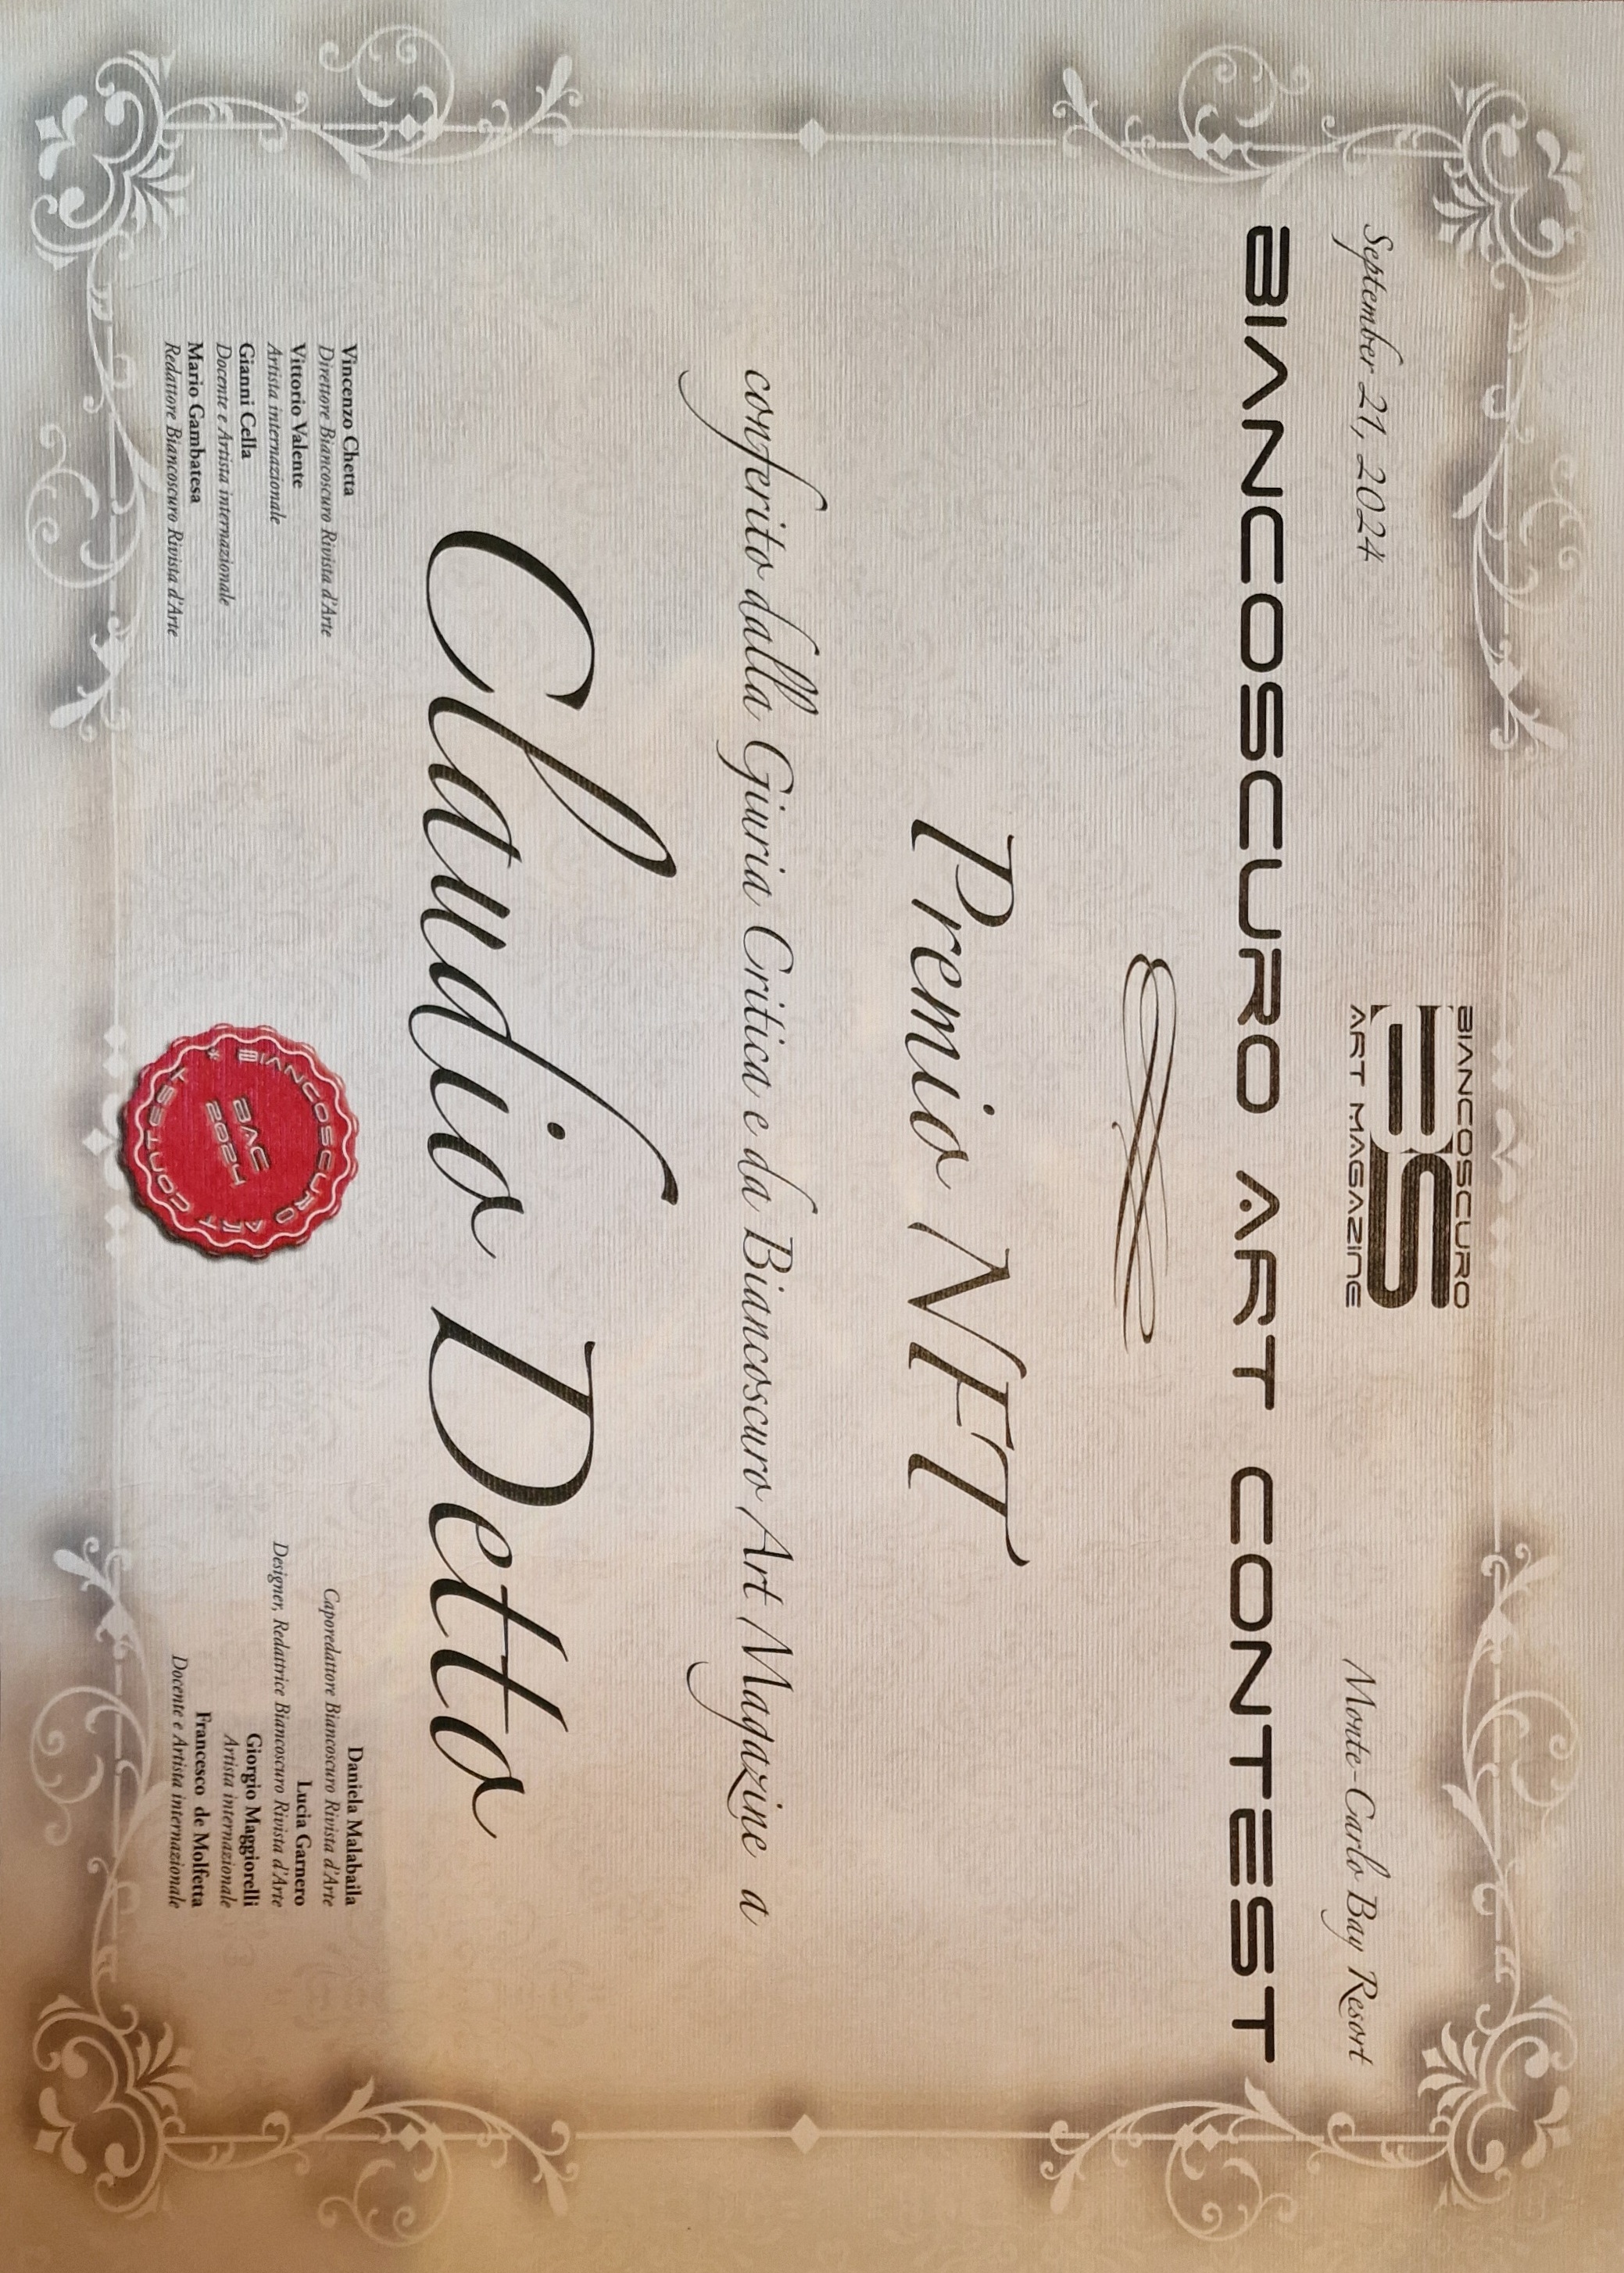 September 21, 2024
BIANCOSCURO
BS
ART MAGAZINE
Monte-Carlo Bay Resort
BIANCOSCURO ART CONTEST
Premio NFT
conferito dalla Giuria Critica e da Biancoscuro Art Magazine a
Claudio Detto
Vincenzo Chetta
Direttore Biancoscuro Rivista d'Arte
Vittorio Valente
Artista internazionale
Gianni Cella
Docente e Artista internazionale
Mario Gambatesa
Redattore Biancoscuro Rivista d'Arte
BIANCOSCURO ART CONTEST
BAC
2024
Daniela Malabaila
Caporedattore Biancoscuro Rivista d'Arte
Lucia Garnero
Designer, Redattrice Biancoscuro Rivista d'Arte
Giorgio Maggiorelli
Artista internazionale
Francesco de Molfetta
Docente e Artista internazionale